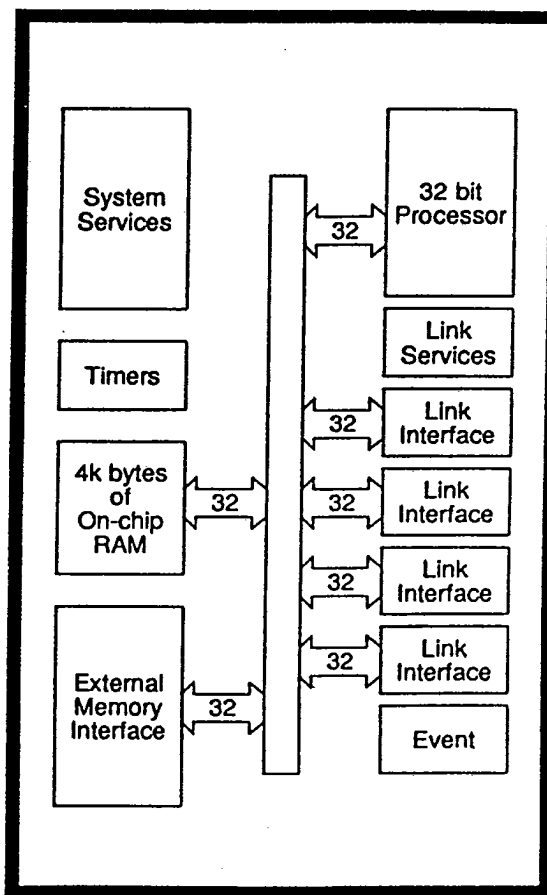 System
Services
Timers
4k bytes
of
On-chip
RAM
32
External
Memory
Interface
32
32 bit
Processor
32
Link
Services
32
Link
Interface
32
Link
Interface
32
Link
Interface
32
Link
Interface
Event